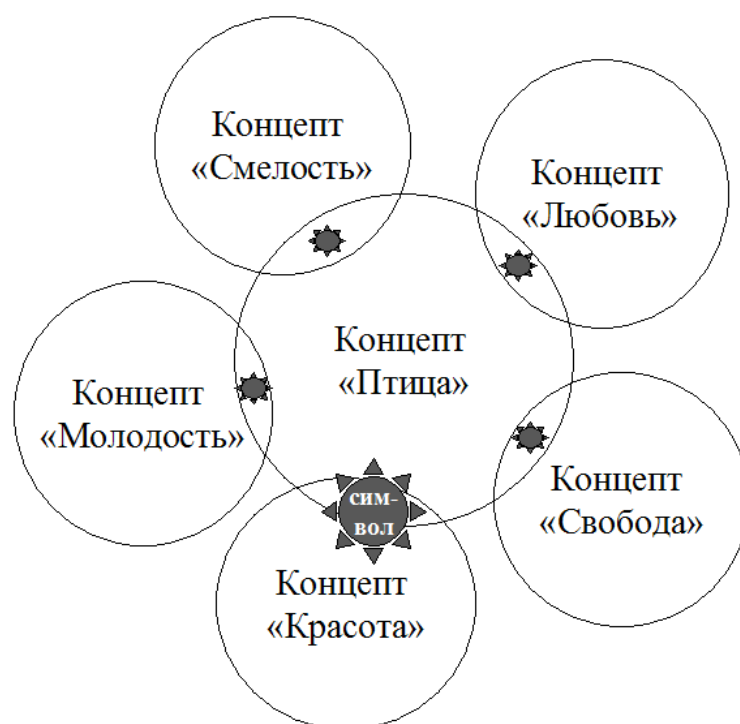 Концепт
«Смелость»
Концепт
«Любовь»
Концепт
«Птица»
Концепт
«Молодость»
Концепт
«Свобода»
сим-
вол
Концепт
«Красота»